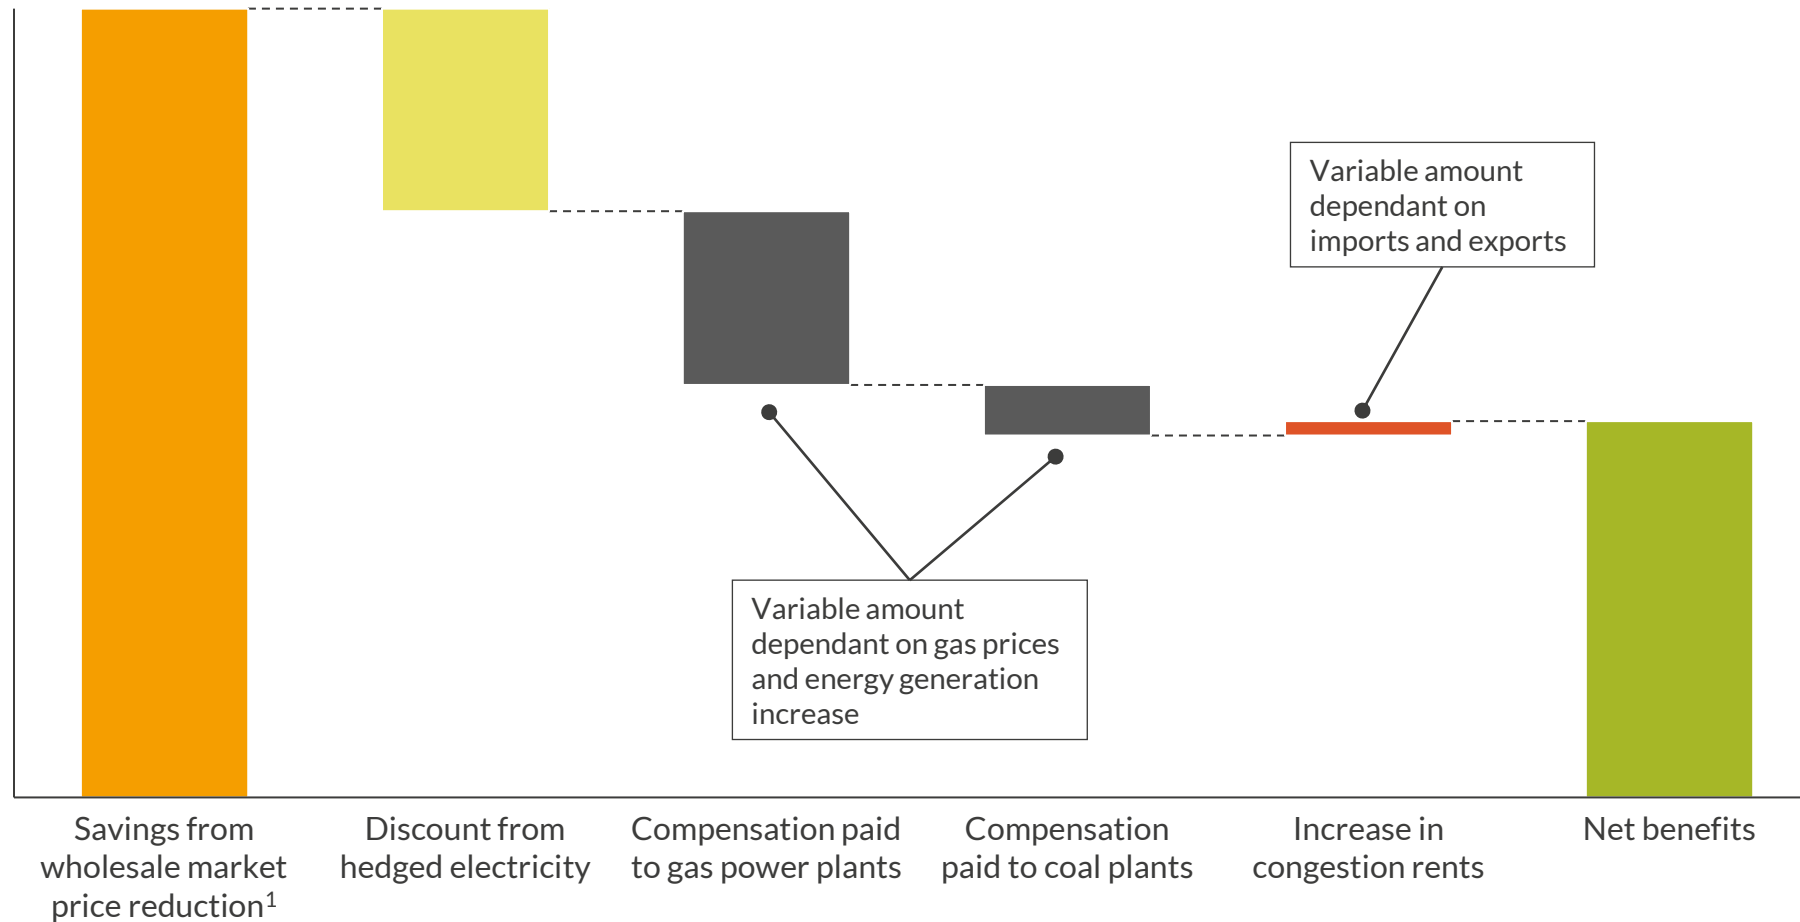 Variable amount
dependant on
imports and exports
Variable amount
dependant on gas prices
and energy generation
increase
Savings from
wholesale market
price reduction¹
Discount from
hedged electricity
Compensation paid
to gas power plants
Compensation
paid to coal plants
Increase in
congestion rents
Net benefits